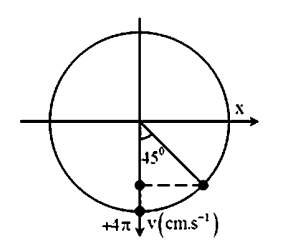 x
45⁰
+4π v(cm.s⁻¹)